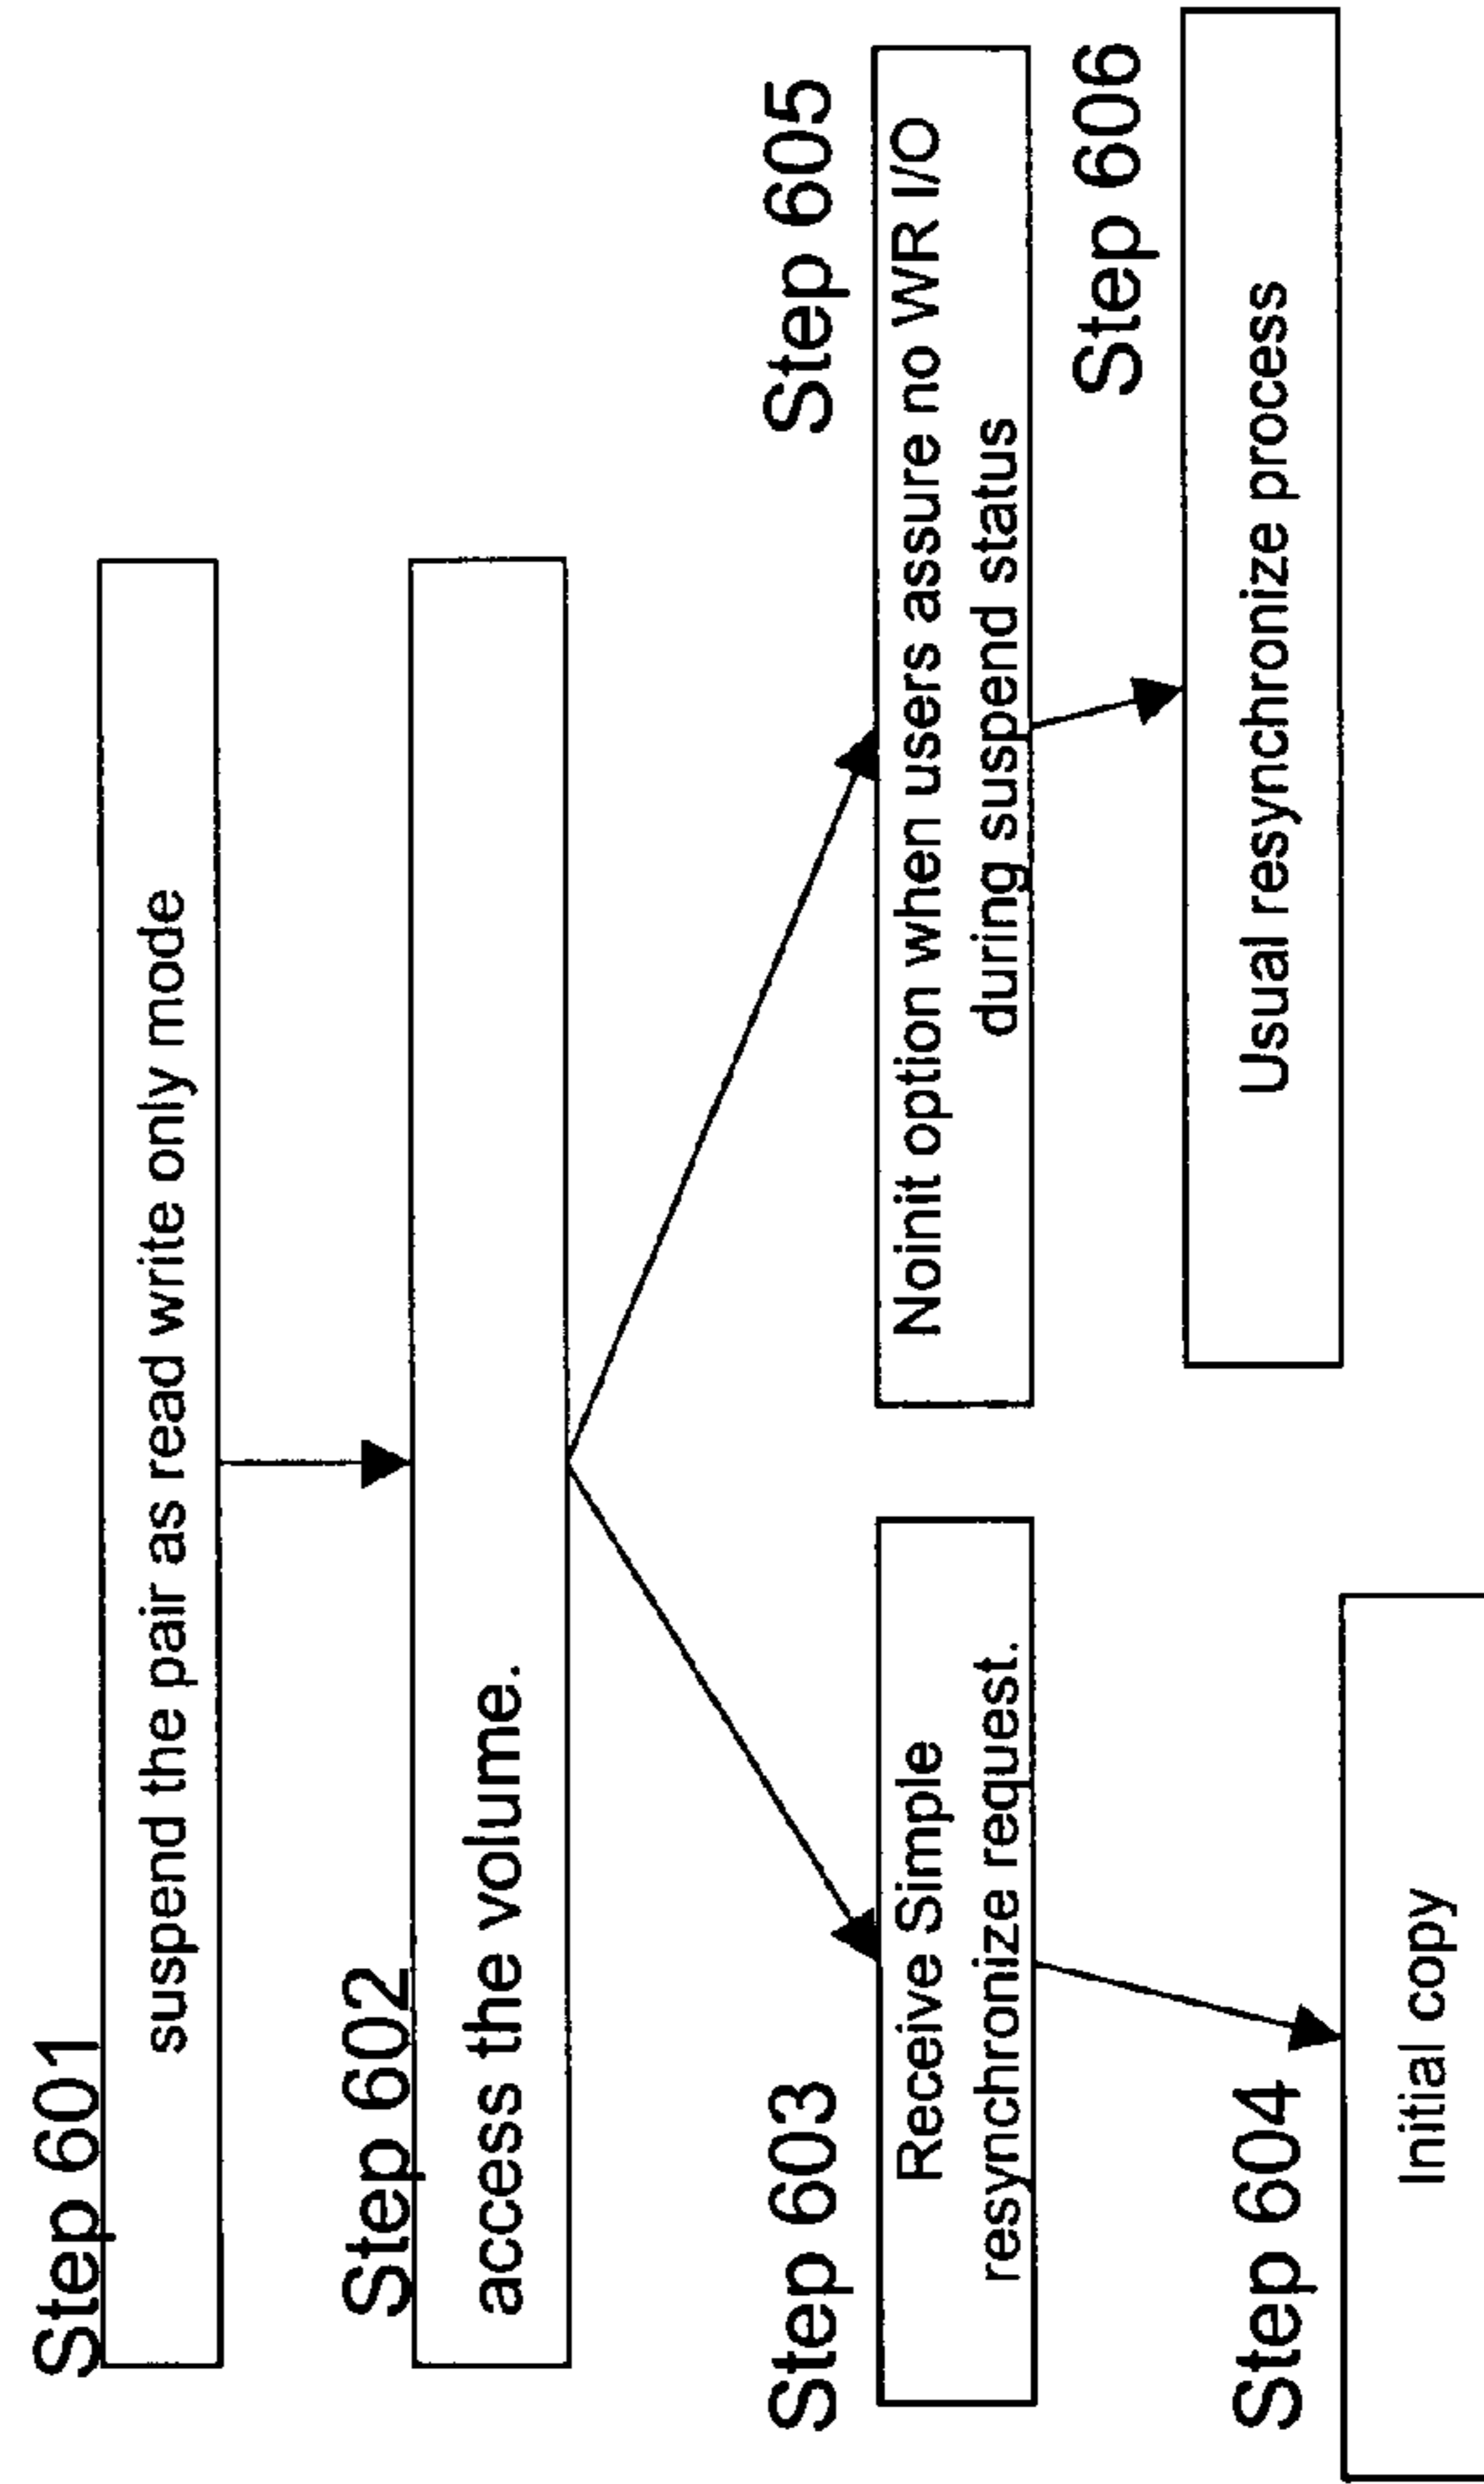 Step 601
suspend the pair as read write only mode
Step 602
access the volume.
Step 603
Receive Simple
resynchronize request.
Step 604
Initial copy
Step 605
Noinit option when users assure no WR I/O
during suspend status
Step 606
Usual resynchronize process